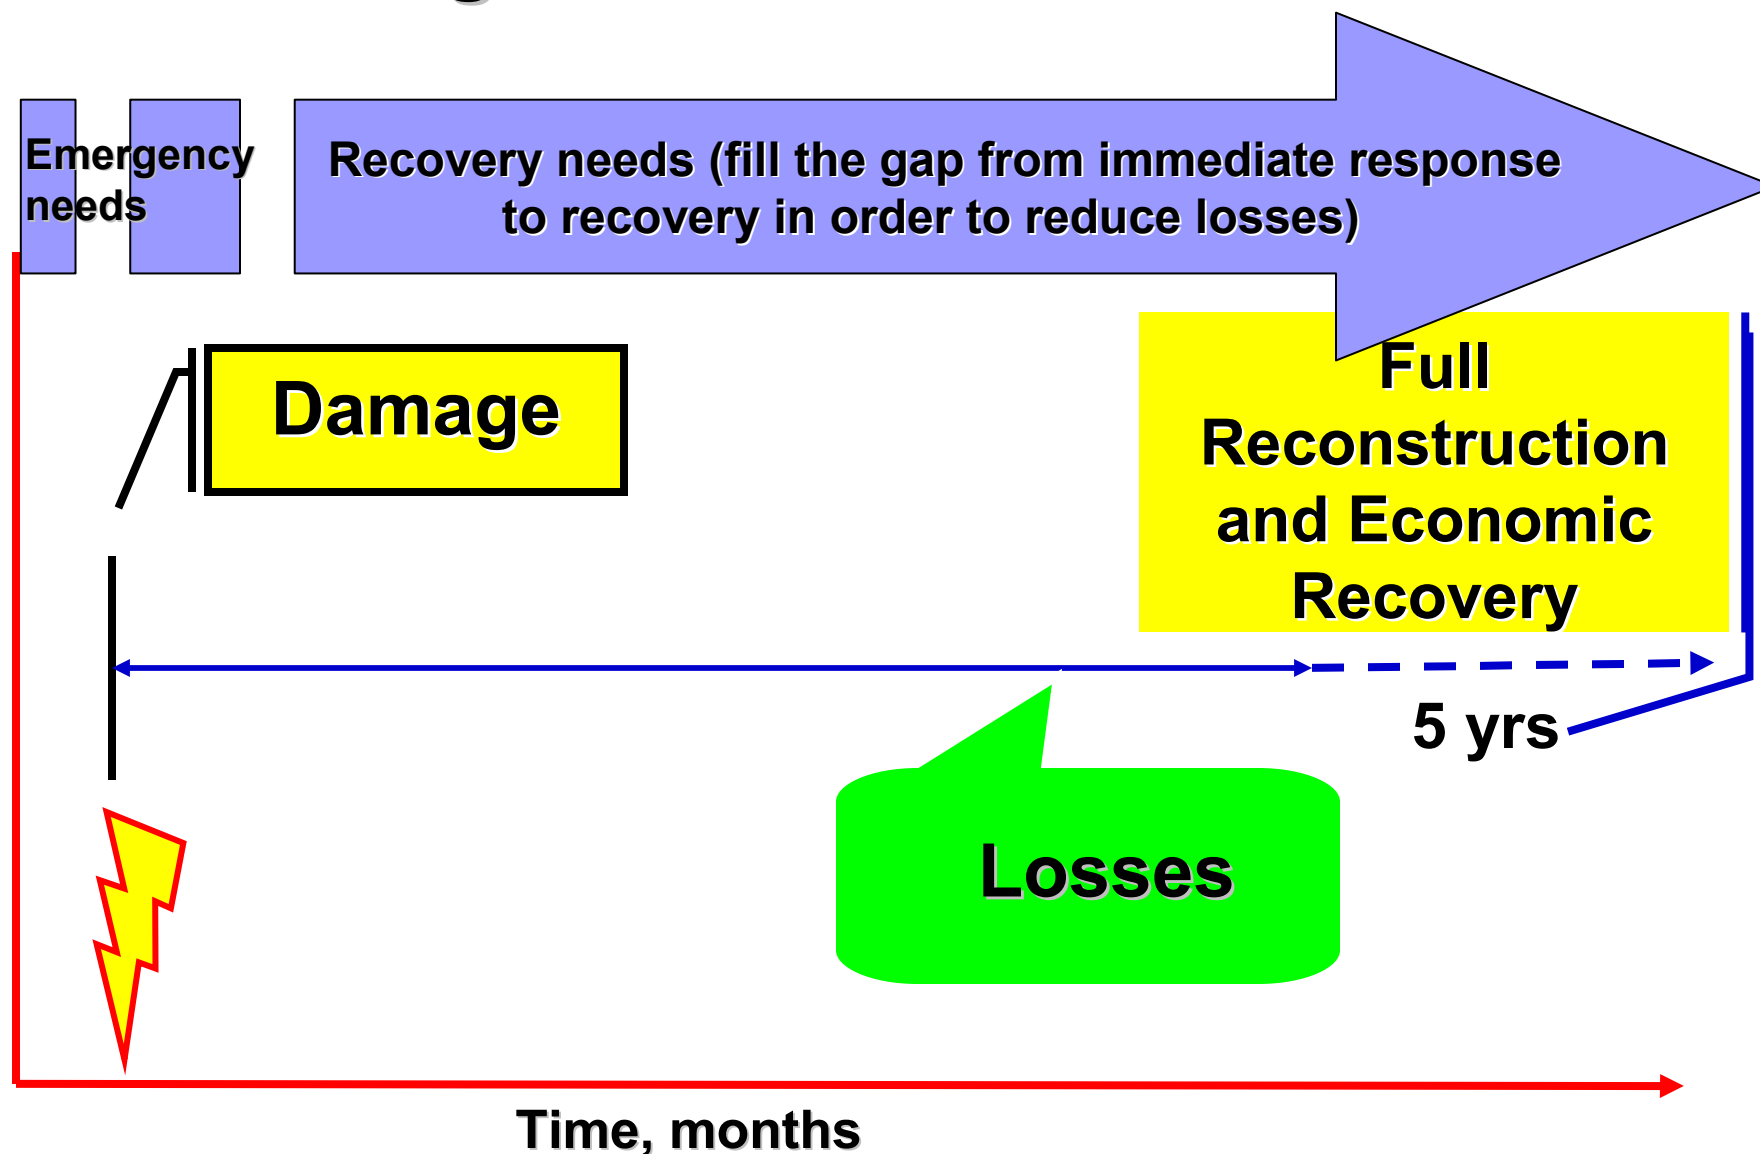 Emergency
needs
Recovery needs (fill the gap from immediate response
to recovery in order to reduce losses)
Damage
Full
Reconstruction
and Economic
Recovery
5 yrs
Losses
Time, months